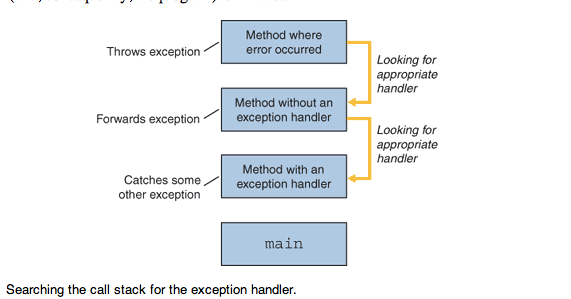 Throws exception
Method where
error occurred
Looking for
appropriate
handler
Forwards exception
Method without an
exception handler
Looking for
appropriate
handler
Catches some
other exception
Method with an
exception handler
main
Searching the call stack for the exception handler.